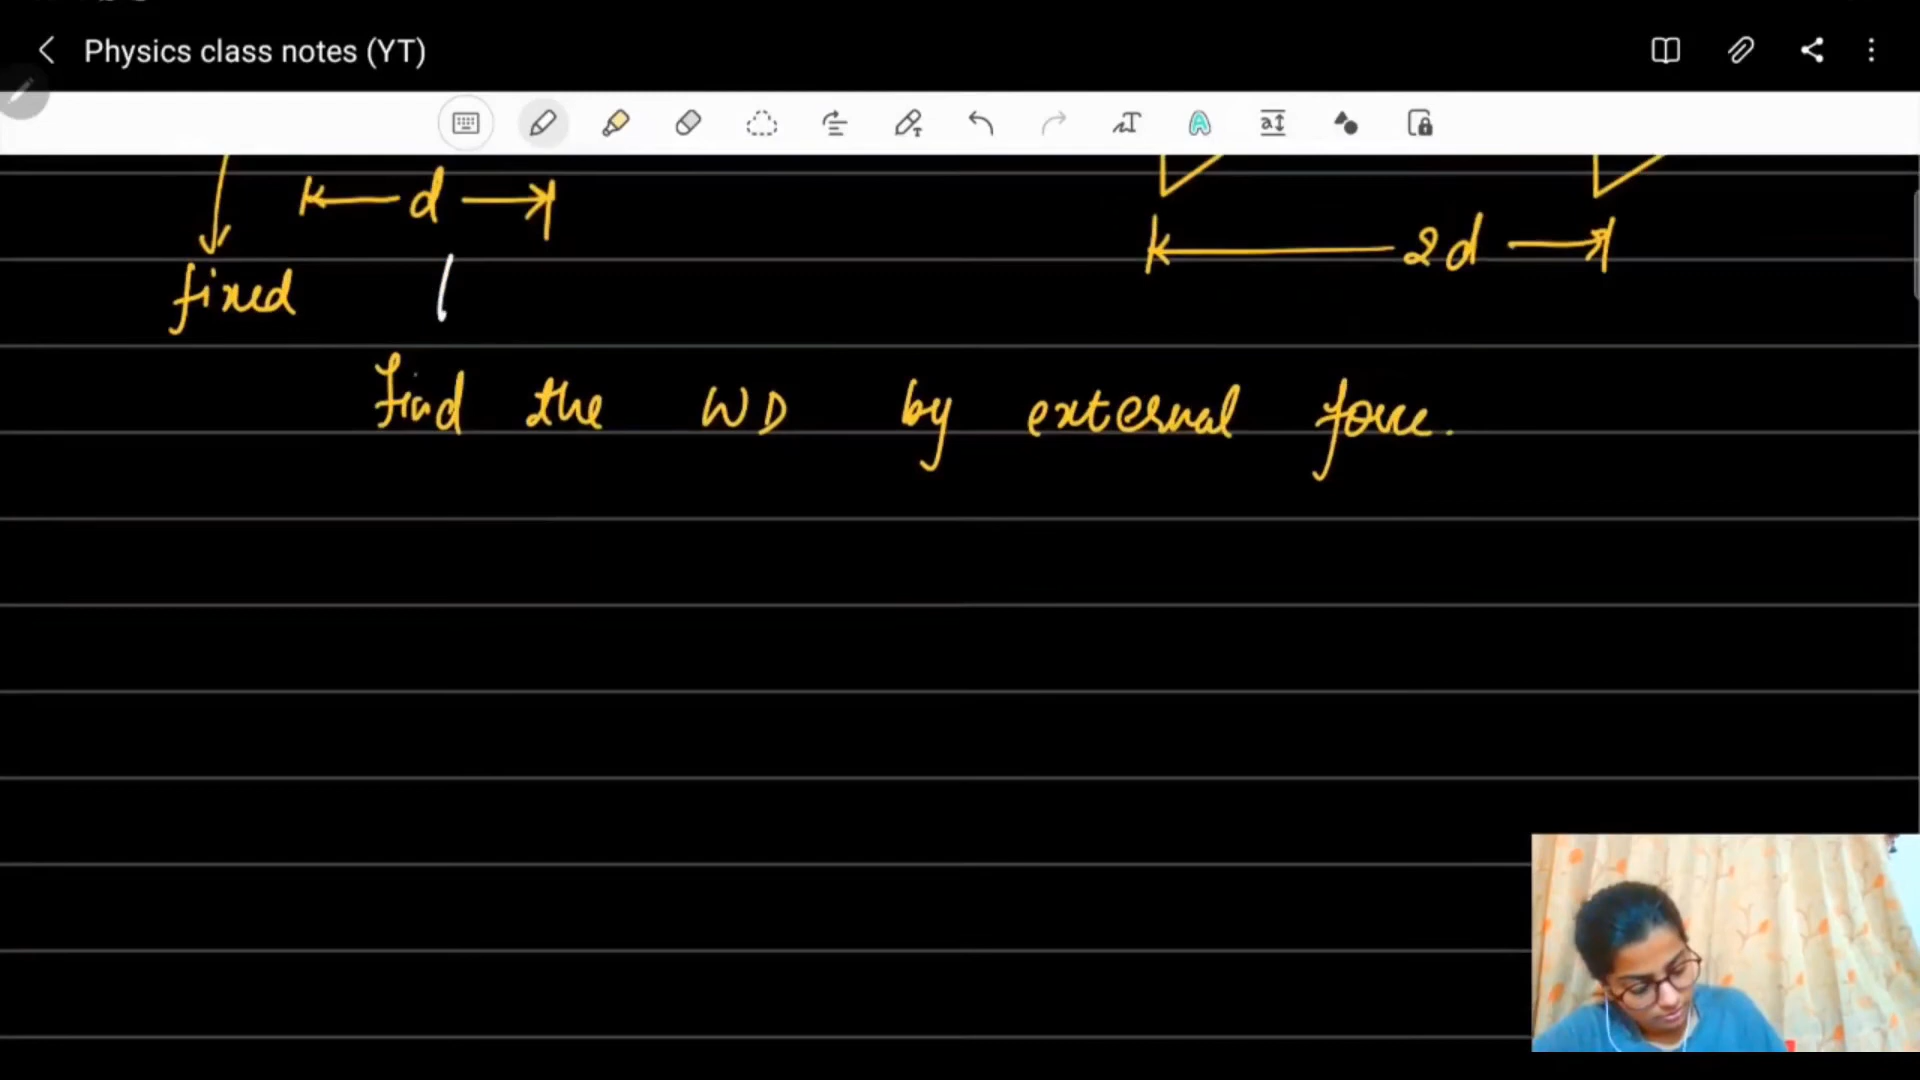 Physics class notes (YT)
d
2d
fixed
Find the WD by external force.